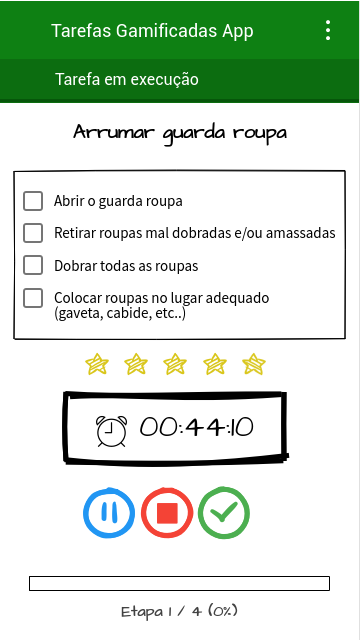 Tarefas Gamificadas App
Tarefa em execução
Arrumar guarda roupa
Abrir o guarda roupa
Retirar roupas mal dobradas e/ou amassadas
Dobrar todas as roupas
Colocar roupas no lugar adequado
(gaveta, cabide, etc..)
00:44:10
Etapa 1 / 4 (0%)